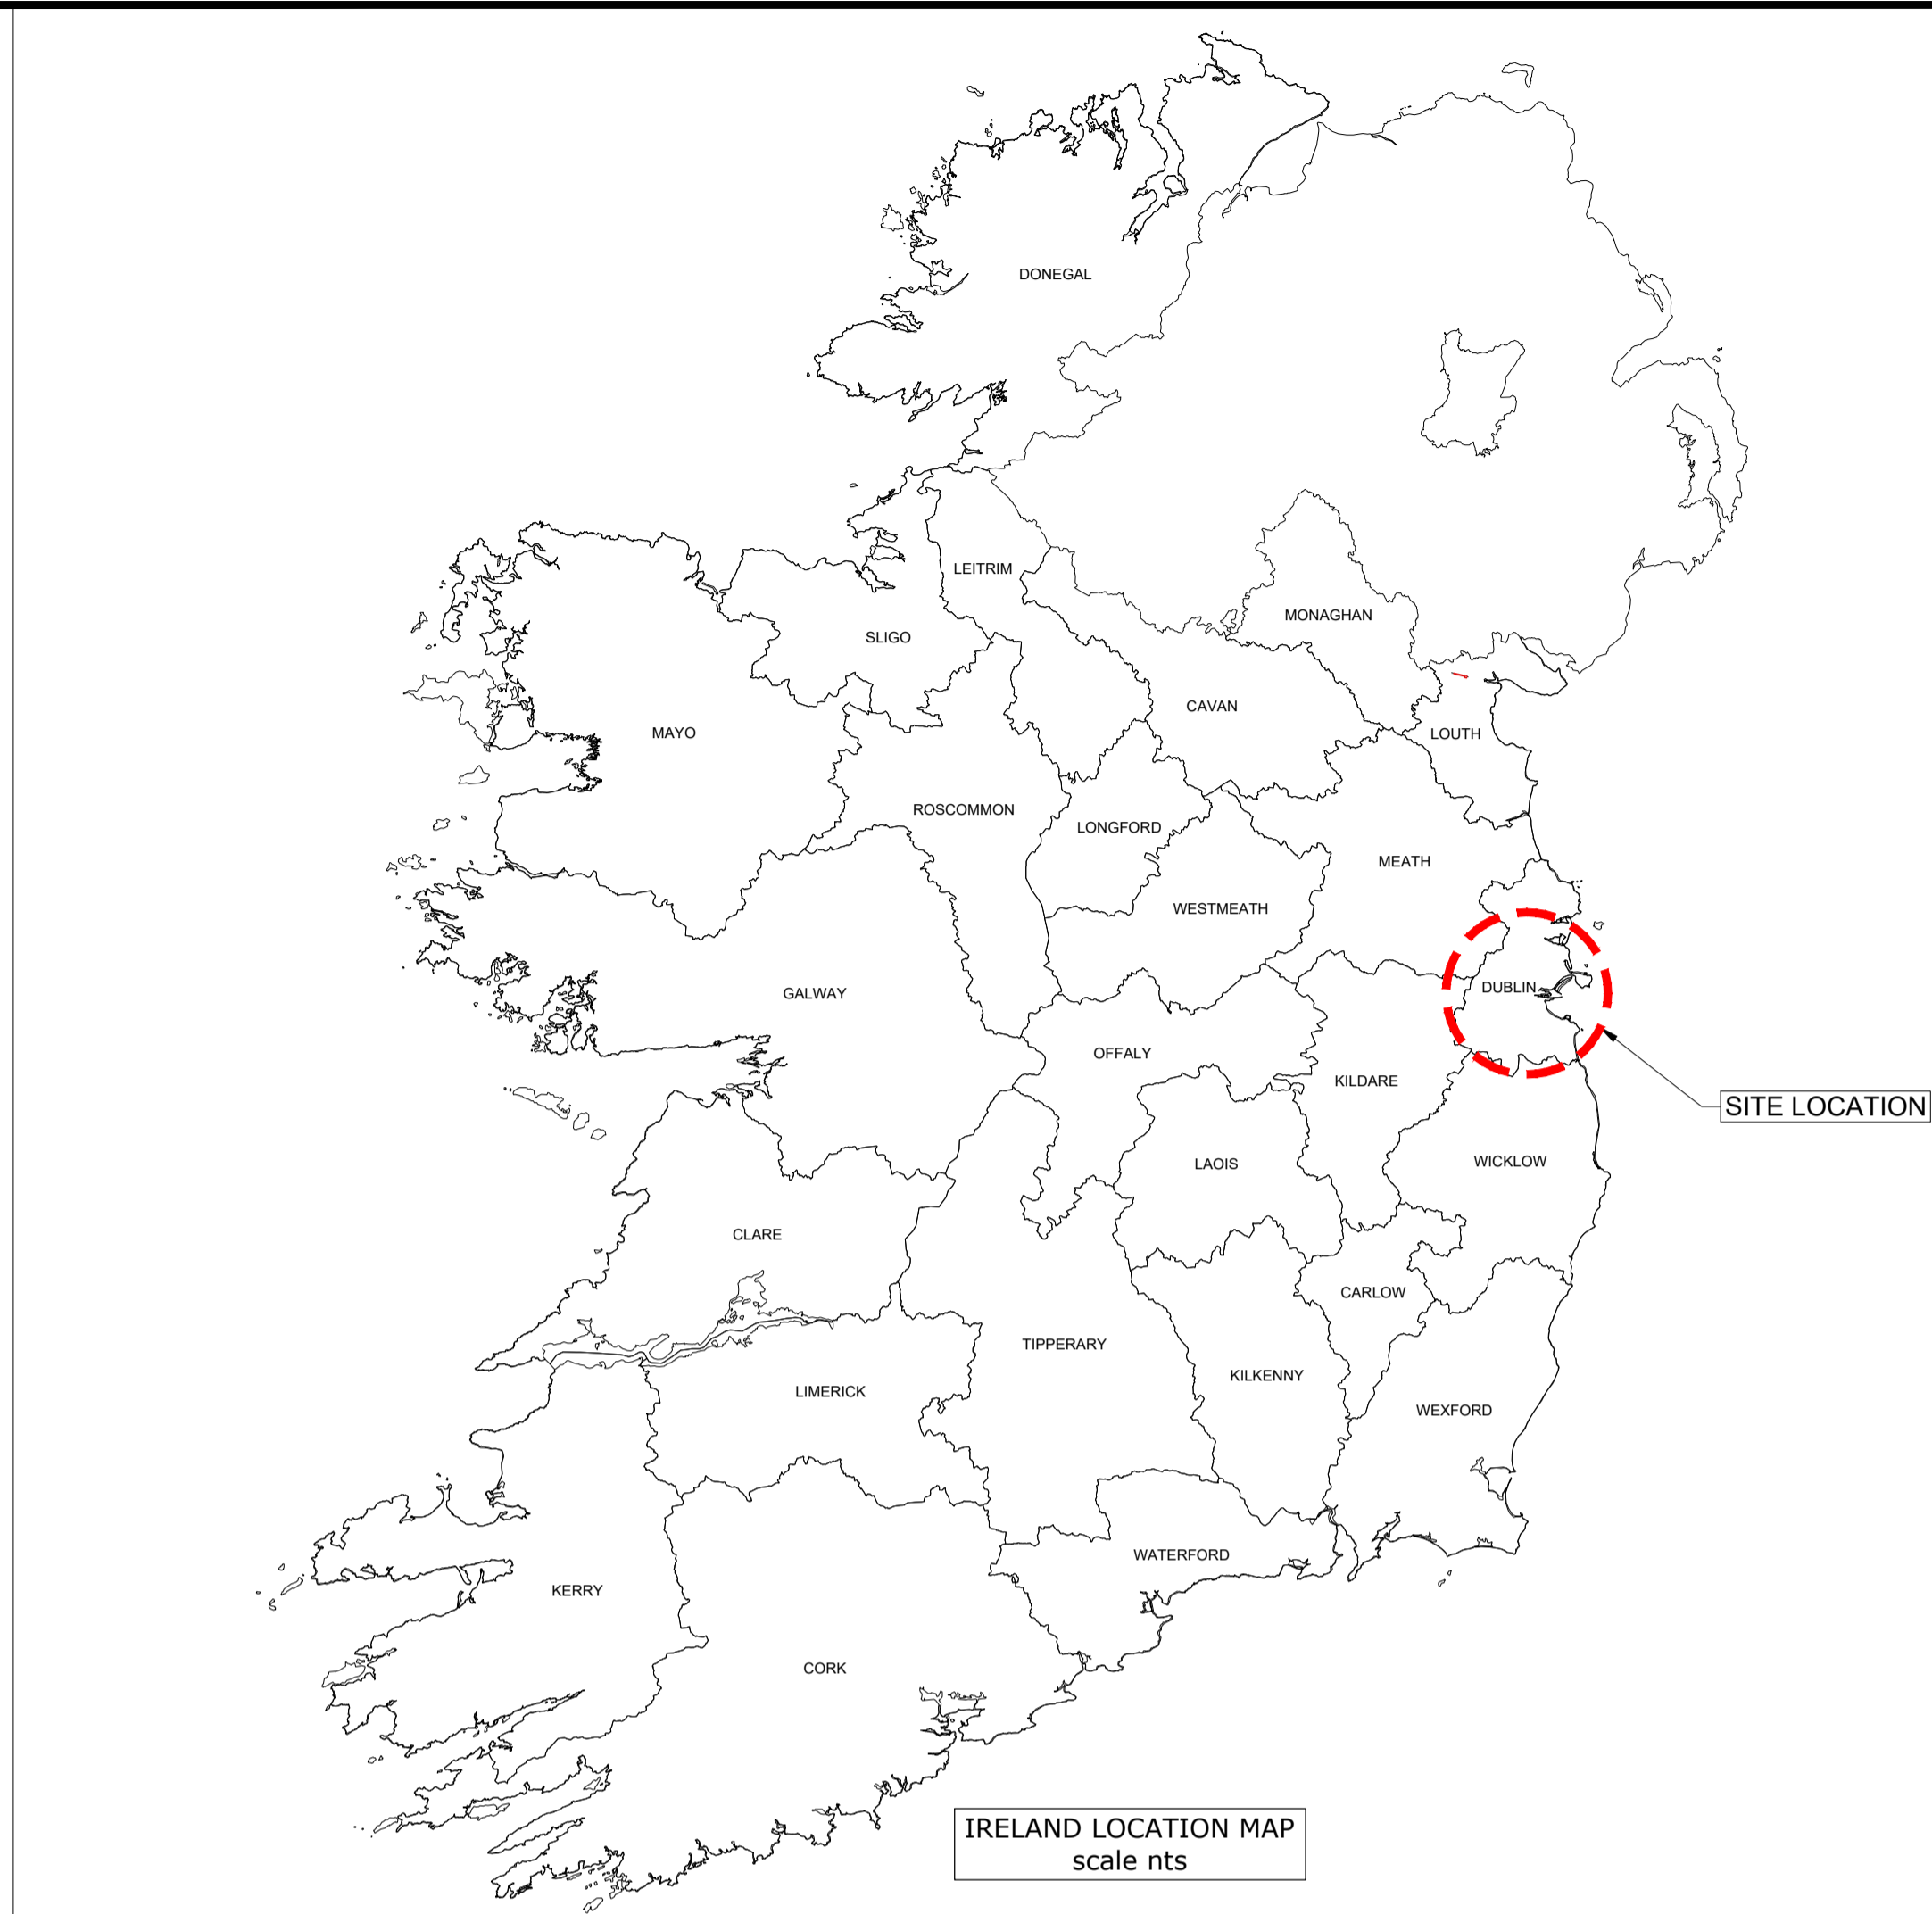 DONEGAL
LEITRIM
MONAGHAN
SLIGO
CAVAN
MAYO
LOUTH
ROSCOMMON
LONGFORD
MEATH
WESTMEATH
GALWAY
DUBLIN
OFFALY
KILDARE
SITE LOCATION
LAOIS
WICKLOW
CLARE
CARLOW
TIPPERARY
KILKENNY
LIMERICK
WEXFORD
WATERFORD
KERRY
CORK
IRELAND LOCATION MAP
scale nts